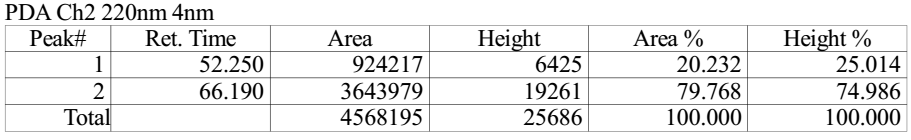 PDA Ch2 220nm 4nm
Peak# Ret. Time Area Height Area % Height %
1 52.250 924217 6425 20.232 25.014
2 66.190 3643979 19261 79.768 74.986
Total 4568195 25686 100.000 100.000